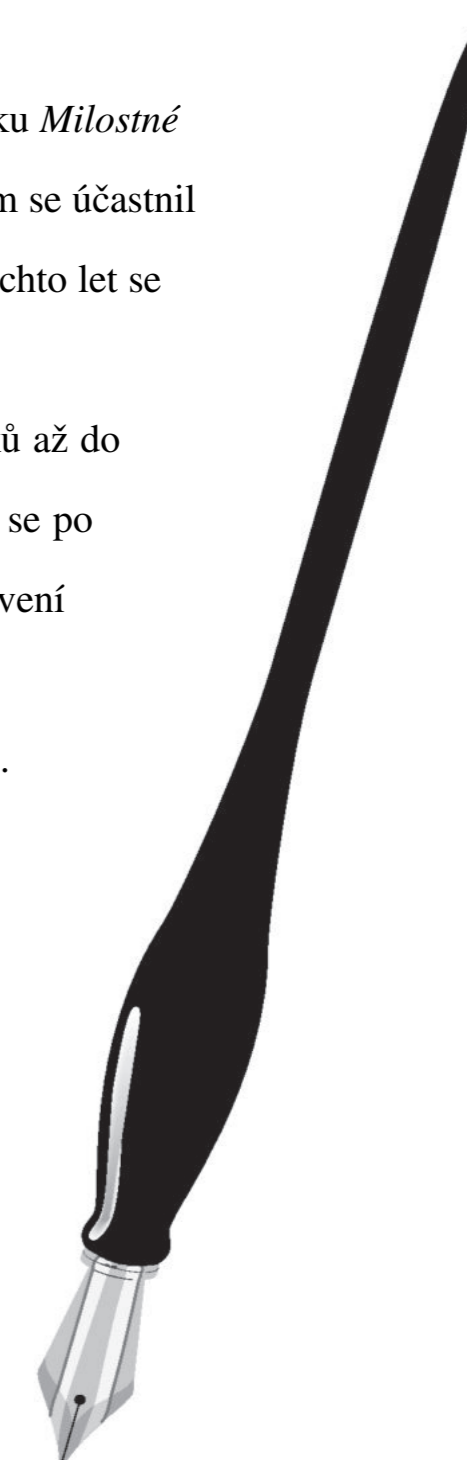 ku Milostné
m se účastnil
chto let se
ů až do
se po
vení
.